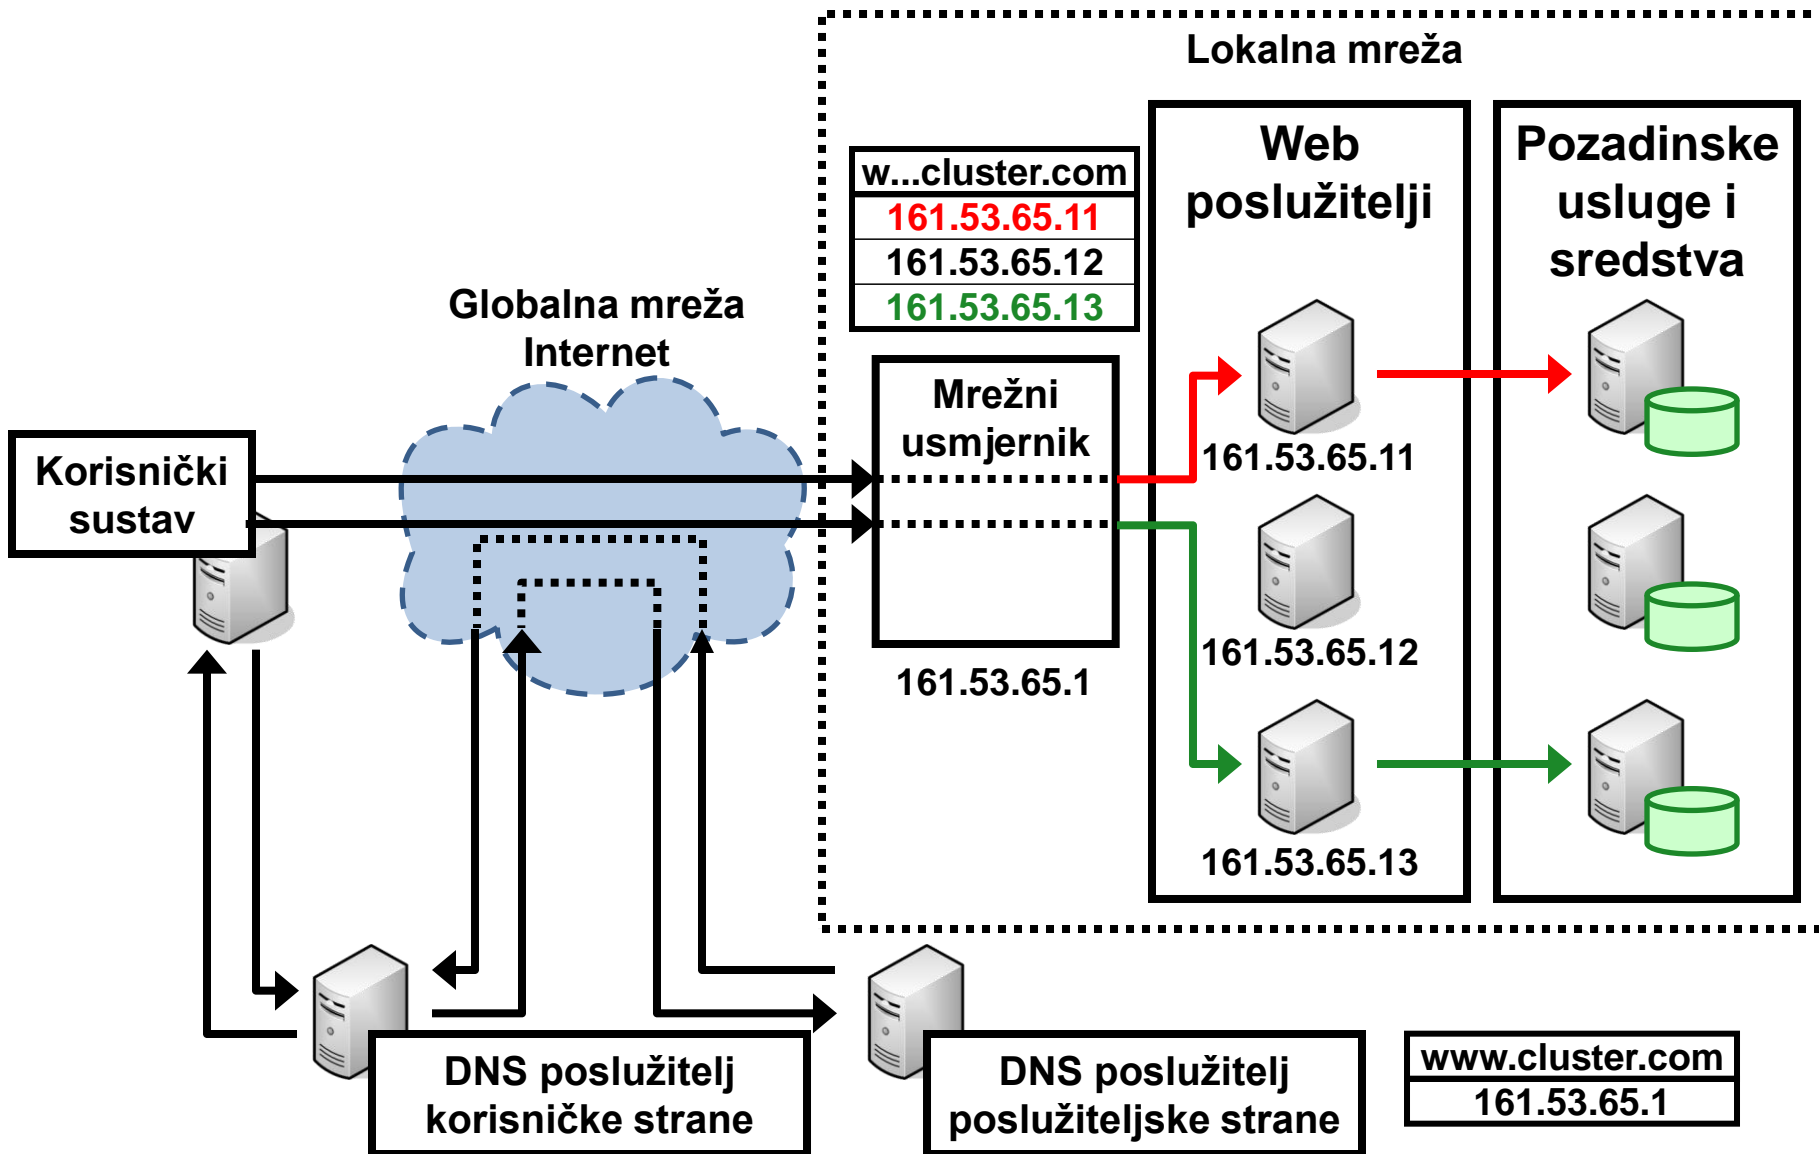 Lokalna mreža
w...cluster.com
161.53.65.11
161.53.65.12
161.53.65.13
Web
poslužitelji
Pozadinske
usluge i
sredstva
Globalna mreža
Internet
Mrežni
usmjernik
161.53.65.1
Korisnički
sustav
161.53.65.11
161.53.65.12
161.53.65.13
DNS poslužitelj
korisničke strane
DNS poslužitelj
poslužiteljske strane
www.cluster.com
161.53.65.1